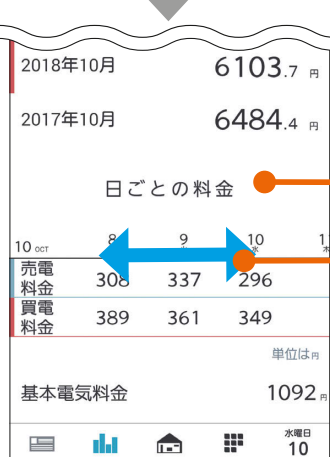 2018年10月 6103.7 円
2017年10月 6484.4 円
日ごとの料金
10 OCT 8 9 10 水 11 木
売電料金 308 337 296
買電料金 389 361 349
単位は円
基本電気料金 1092 円
水曜日
10